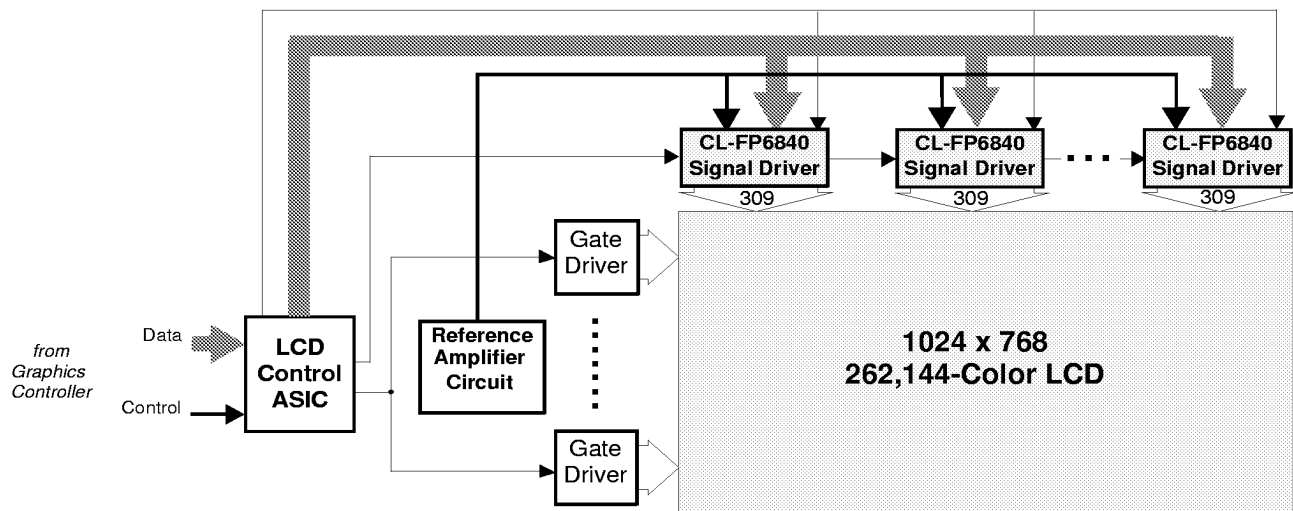 CL-FP6840
Signal Driver
CL-FP6840
Signal Driver
CL-FP6840
Signal Driver
309
309
309
Gate
Driver
from
Graphics
Controller
Data
Control
LCD
Control
ASIC
Reference
Amplifier
Circuit
1024 x 768
262,144-Color LCD
Gate
Driver